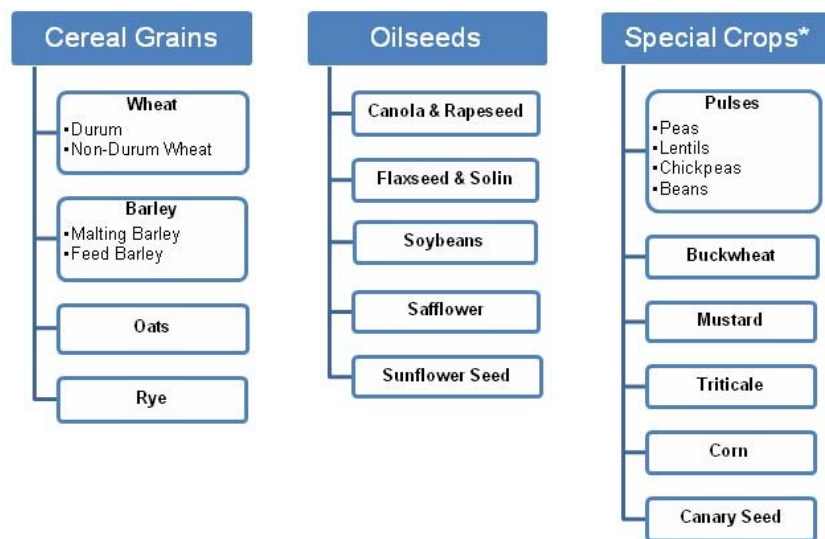 Cereal Grains
Wheat
▪Durum
▪Non-Durum Wheat
Barley
▪Malting Barley
▪Feed Barley
Oats
Rye
Oilseeds
Canola & Rapeseed
Flaxseed & Solin
Soybeans
Safflower
Sunflower Seed
Special Crops*
Pulses
▪Peas
▪Lentils
▪Chickpeas
▪Beans
Buckwheat
Mustard
Triticale
Corn
Canary Seed